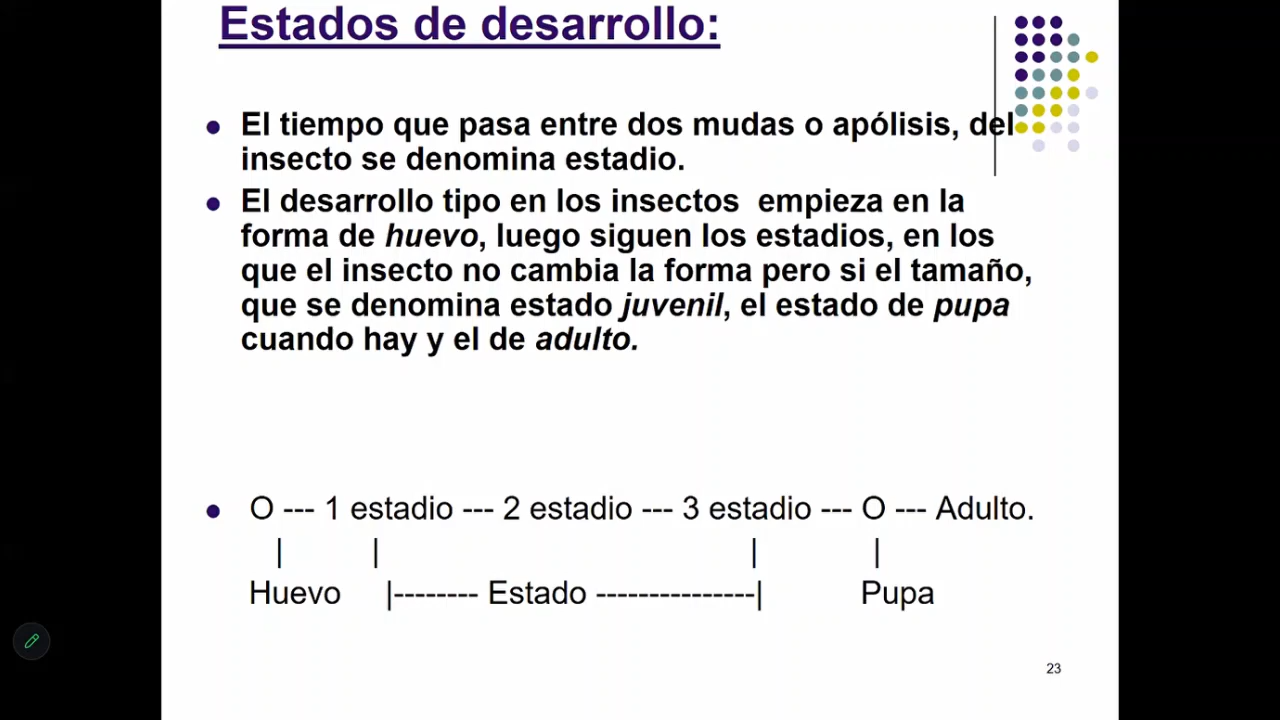 Estados de desarrollo:
El tiempo que pasa entre dos mudas o apólisis, del
insecto se denomina estadio.
El desarrollo tipo en los insectos  empieza en la
forma de huevo, luego siguen los estadios, en los
que el insecto no cambia la forma pero si el tamaño,
que se denomina estado juvenil, el estado de pupa
cuando hay y el de adulto.
O --- 1 estadio --- 2 estadio --- 3 estadio --- O --- Adulto.
| | | |
Huevo |-------- Estado ---------------| Pupa
23